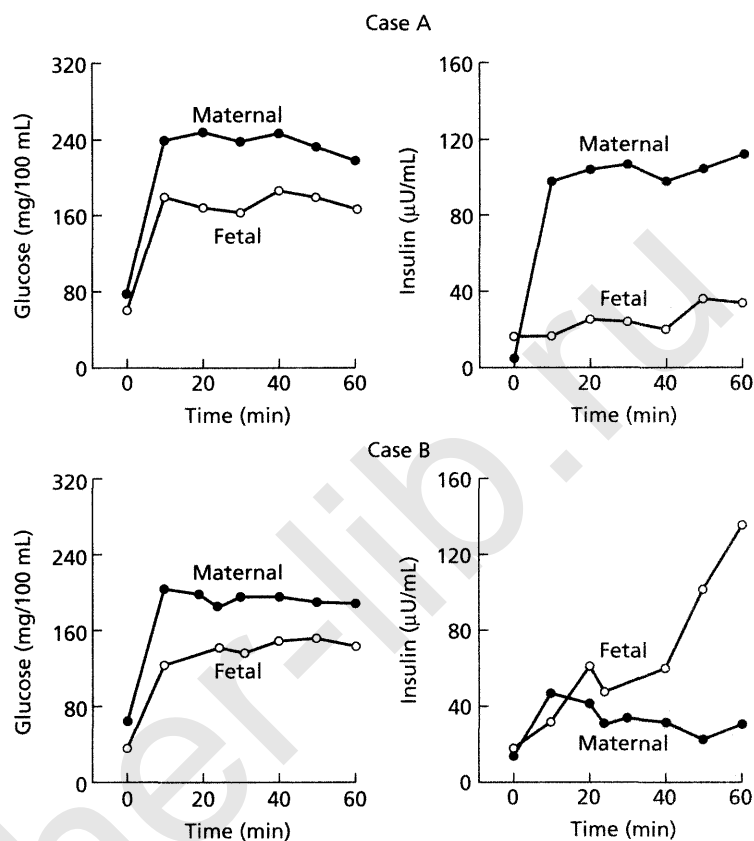 Case A
Glucose (mg/100 mL)
320
240
160
80
0
Maternal
Fetal
0 20 40 60
Time (min)
Insulin (μU/mL)
160
120
80
40
0
Maternal
Fetal
0 20 40 60
Time (min)
Case B
Glucose (mg/100 mL)
320
240
160
80
0
Maternal
Fetal
0 20 40 60
Time (min)
Insulin (μU/mL)
160
120
80
40
0
Fetal
Maternal
0 20 40 60
Time (min)
her-lib.ru